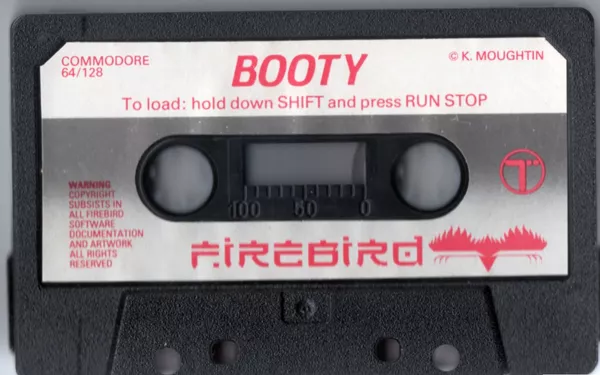 COMMODORE
64/128
BOOTY
© K. MOUGHTIN
To load: hold down SHIFT and press RUN STOP
WARNING
COPYRIGHT
SUBSISTS IN
ALL FIREBIRD
SOFTWARE
DOCUMENTATION
AND ARTWORK
ALL RIGHTS
RESERVED
100 50 0
FIREBIRD
T